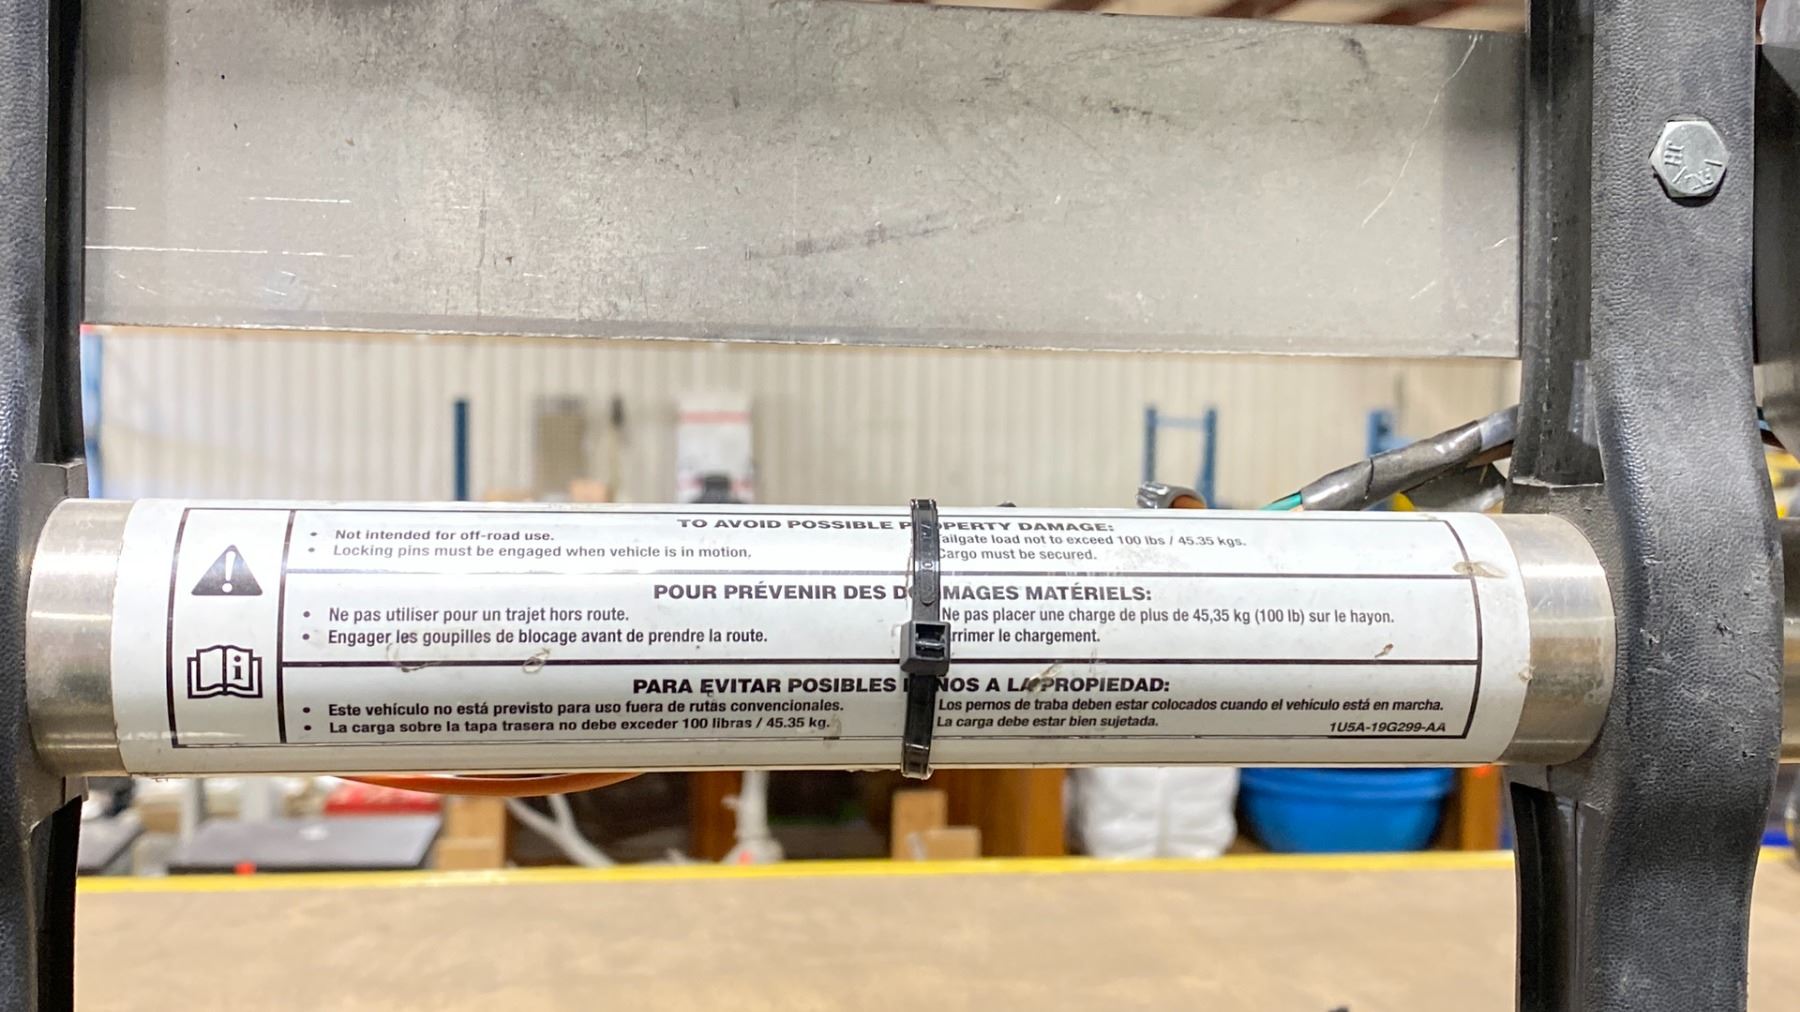 TO AVOID POSSIBLE P PERTY DAMAGE:
• Not intended for off-road use.
• Locking pins must be engaged when vehicle is in motion.
ailgate load not to exceed 100 lbs / 45.35 kgs.
Cargo must be secured.
POUR PRÉVENIR DES D MAGES MATÉRIELS:
• Ne pas utiliser pour un trajet hors route.
• Engager les goupilles de blocage avant de prendre la route.
Ne pas placer une charge de plus de 45,35 kg (100 lb) sur le hayon.
rrimer le chargement.
PARA EVITAR POSIBLES NOS A LA PROPIEDAD:
• Este vehículo no está previsto para uso fuera de rutas convencionales.
• La carga sobre la tapa trasera no debe exceder 100 libras / 45.35 kg.
Los pernos de traba deben estar colocados cuando el vehículo está en marcha.
La carga debe estar bien sujetada.
1U5A-19G299-AA
JH